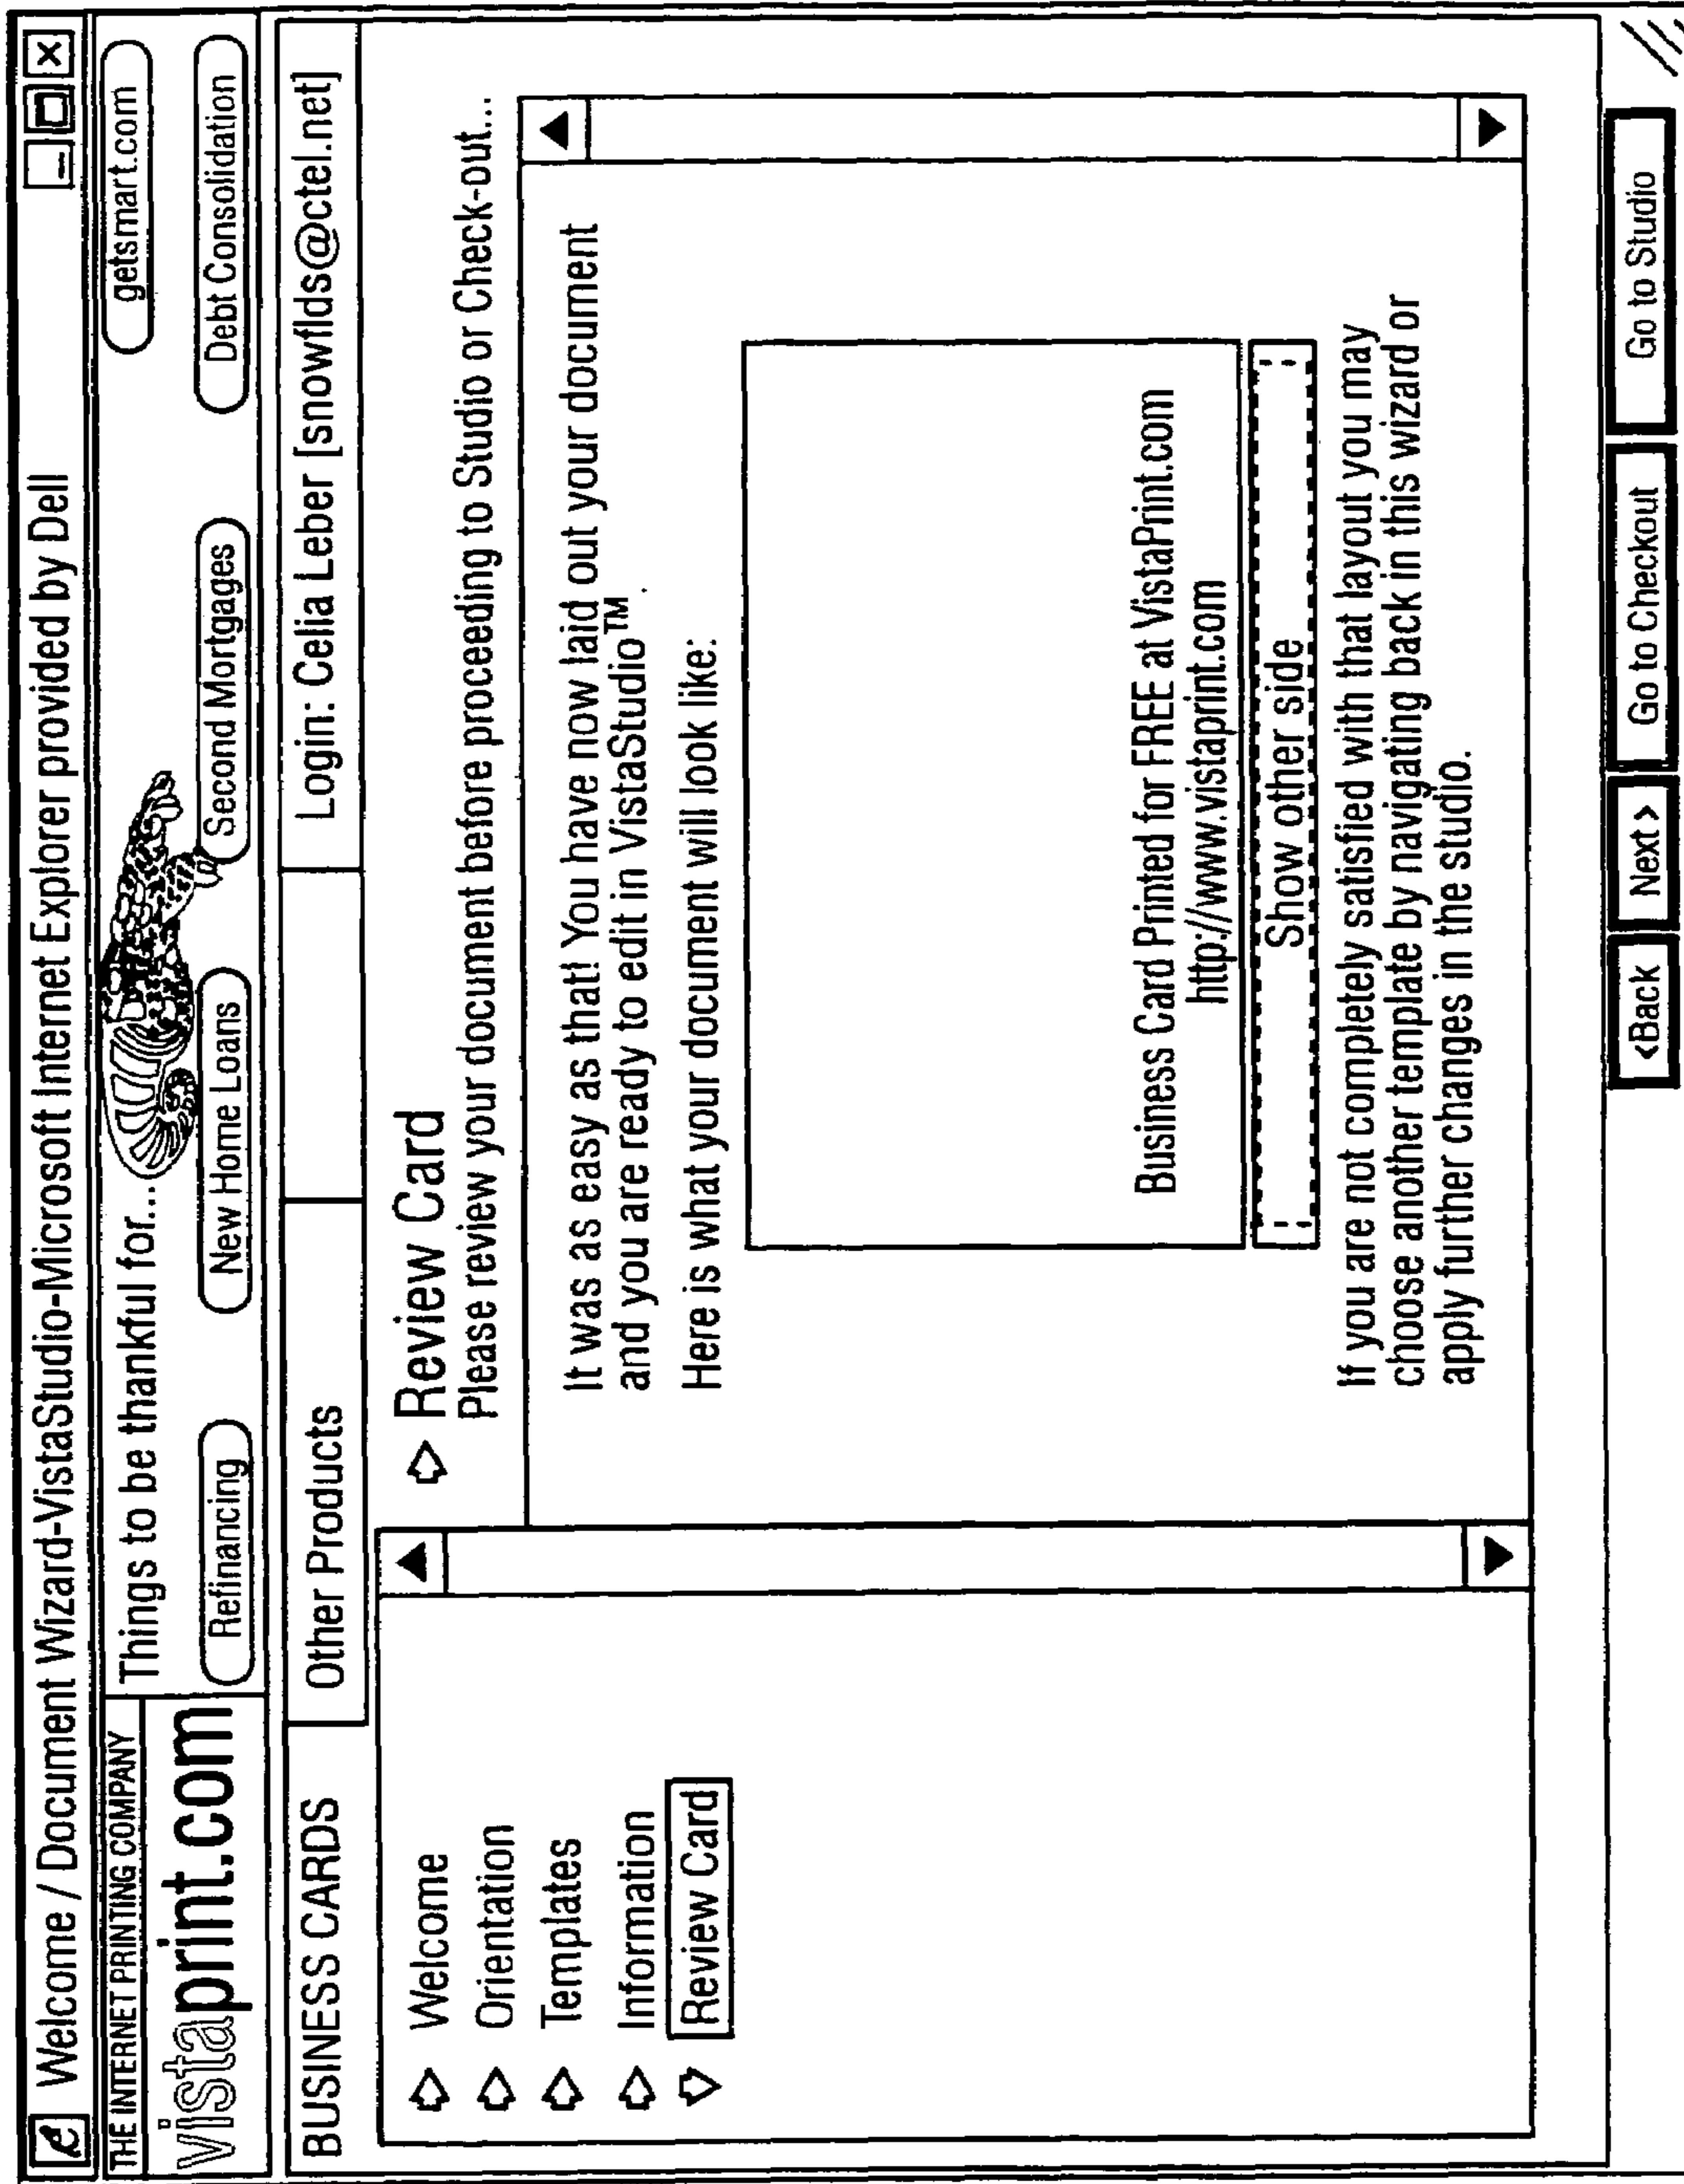 Welcome / Document Wizard-VistaStudio-Microsoft Internet Explorer provided by Dell
THE INTERNET PRINTING COMPANY
vistaprint.com
Things to be thankful for...
getsmart.com
Refinancing
New Home Loans
Second Mortgages
Debt Consolidation
BUSINESS CARDS
Other Products
Login: Celia Leber [snowflds@ctel.net]
Welcome
Orientation
Templates
Information
Review Card
Review Card
Please review your document before proceeding to Studio or Check-out...
It was as easy as that! You have now laid out your document
and you are ready to edit in VistaStudio™.
Here is what your document will look like:
Business Card Printed for FREE at VistaPrint.com
http://www.vistaprint.com
Show other side
If you are not completely satisfied with that layout you may
choose another template by navigating back in this wizard or
apply further changes in the studio.
<Back
Next>
Go to Checkout
Go to Studio